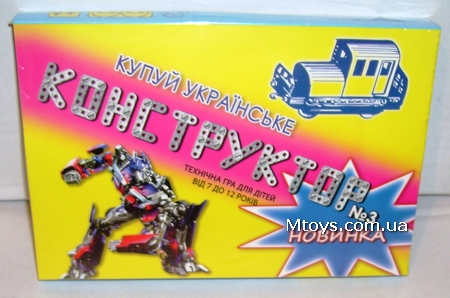 КУПУЙ УКРАЇНСЬКЕ
КОНСТРУКТОР
ТЕХНІЧНА ГРА ДЛЯ ДІТЕЙ
ВІД 7 ДО 12 РОКІВ
№3
Mtoys.com.ua
НОВИНКА